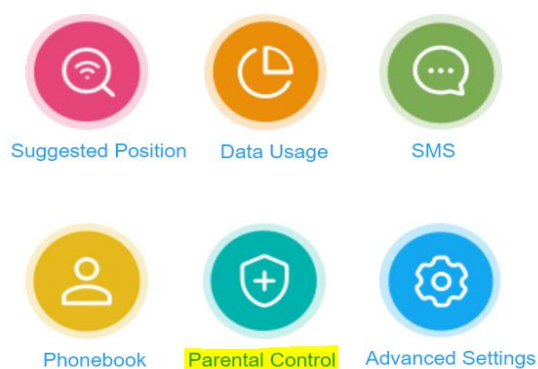 Suggested Position
Data Usage
SMS
Phonebook
Parental Control
Advanced Settings